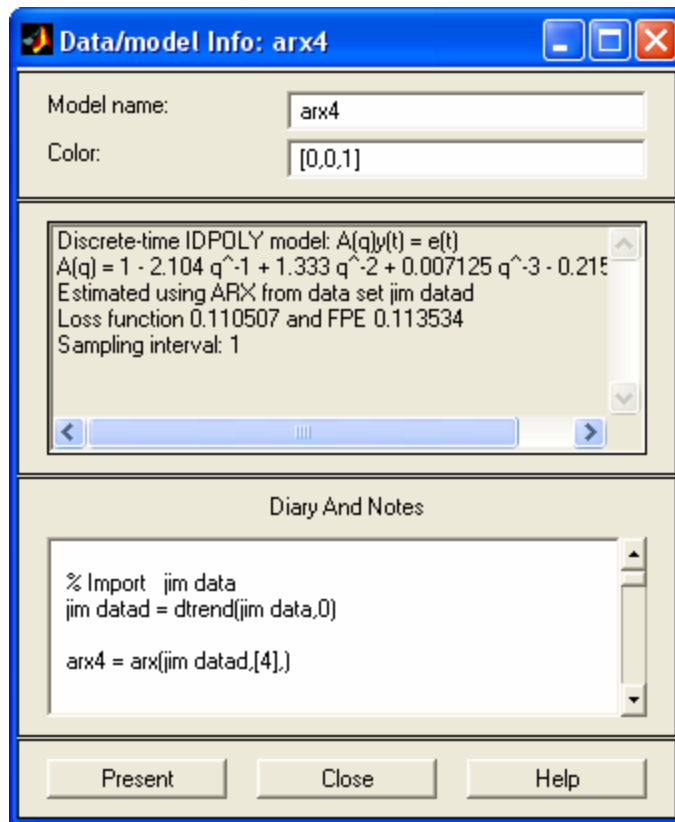 Data/model Info: arx4
Model name:
arx4
Color:
[0,0,1]
Discrete-time IDPOLY model: A(q)y(t) = e(t)
A(q) = 1 - 2.104 q^-1 + 1.333 q^-2 + 0.007125 q^-3 - 0.215
Estimated using ARX from data set jim datad
Loss function 0.110507 and FPE 0.113534
Sampling interval: 1
Diary And Notes
% Import   jim data
jim datad = dtrend(jim data,0)
arx4 = arx(jim datad,[4],)
Present
Close
Help